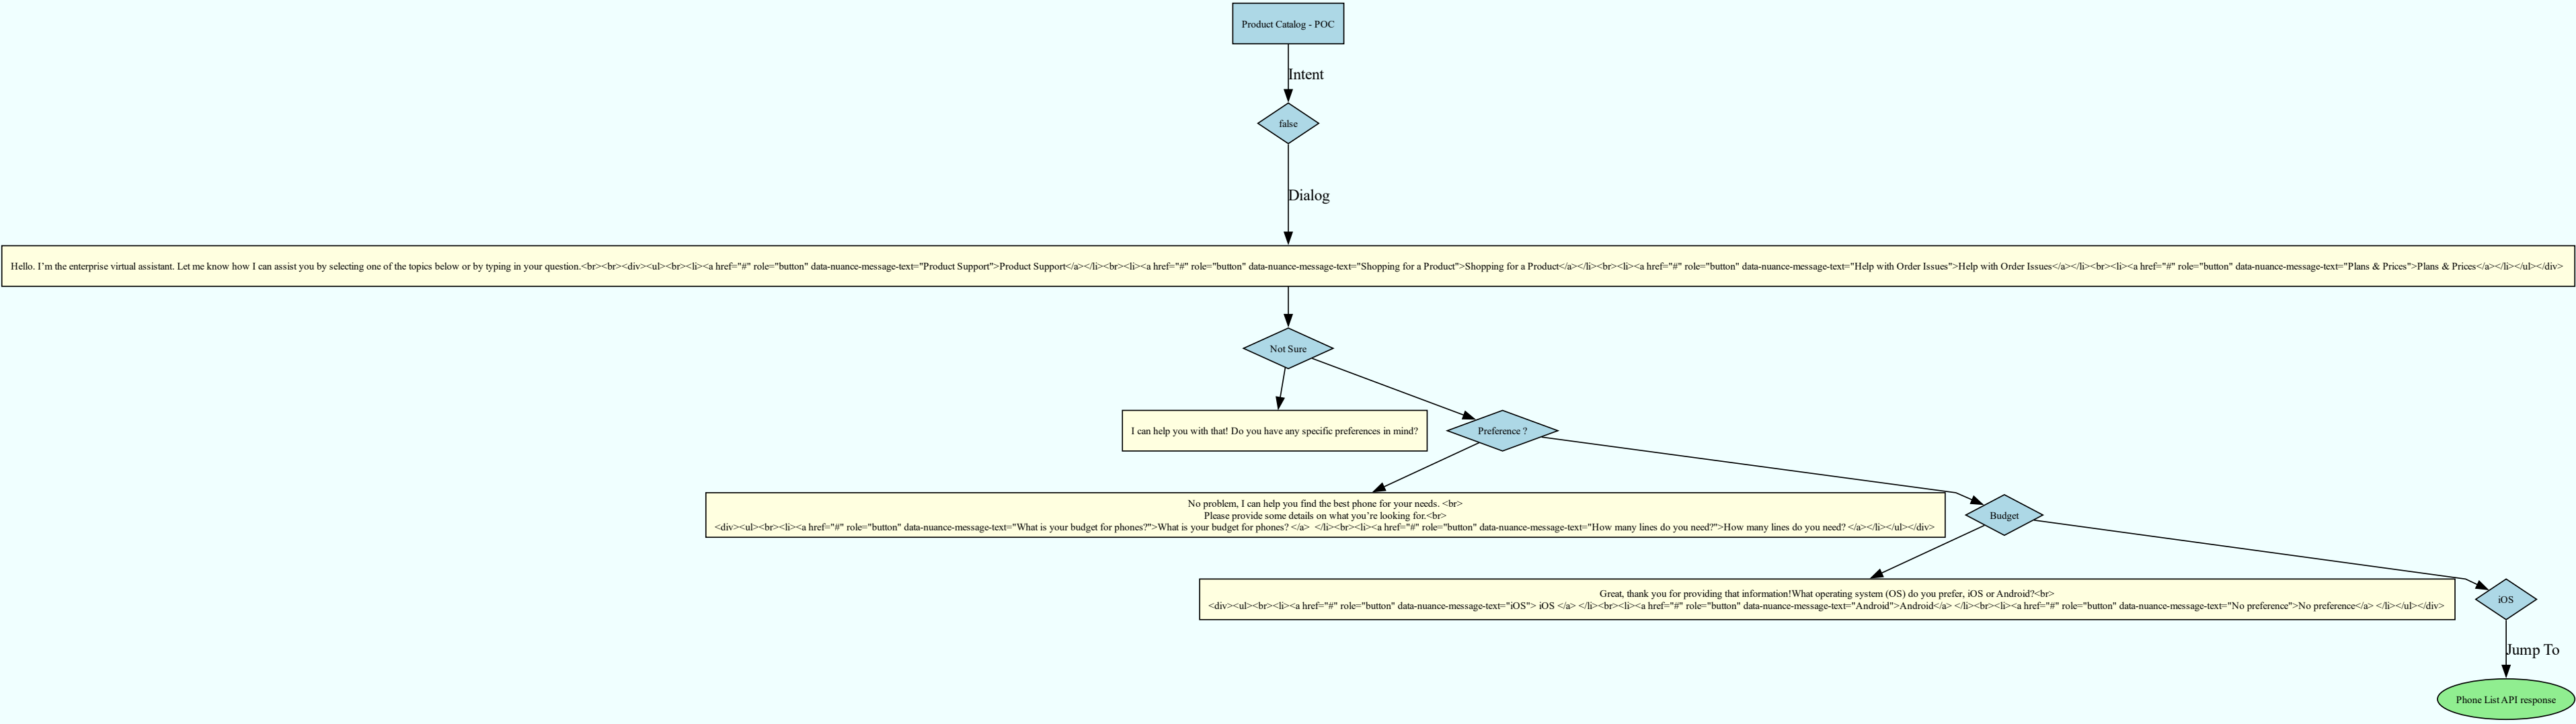 Product Catalog - POC
Intent
false
Dialog
Hello. I’m the enterprise virtual assistant. Let me know how I can assist you by selecting one of the topics below or by typing in your question.<br><br><div><ul><br><li><a href="#" role="button" data-nuance-message-text="Product Support">Product Support</a></li><br><li><a href="#" role="button" data-nuance-message-text="Shopping for a Product">Shopping for a Product</a></li><br><li><a href="#" role="button" data-nuance-message-text="Help with Order Issues">Help with Order Issues</a></li><br><li><a href="#" role="button" data-nuance-message-text="Plans & Prices">Plans & Prices</a></li></ul></div>
Not Sure
I can help you with that! Do you have any specific preferences in mind?
Preference ?
No problem, I can help you find the best phone for your needs. <br>
Please provide some details on what you’re looking for.<br>
<div><ul><br><li><a href="#" role="button" data-nuance-message-text="What is your budget for phones?">What is your budget for phones? </a>  </li><br><li><a href="#" role="button" data-nuance-message-text="How many lines do you need?">How many lines do you need? </a></li></ul></div>
Budget
Great, thank you for providing that information!What operating system (OS) do you prefer, iOS or Android?<br>
<div><ul><br><li><a href="#" role="button" data-nuance-message-text="iOS"> iOS </a> </li><br><li><a href="#" role="button" data-nuance-message-text="Android">Android</a> </li><br><li><a href="#" role="button" data-nuance-message-text="No preference">No preference</a> </li></ul></div>
iOS
Jump To
Phone List API response